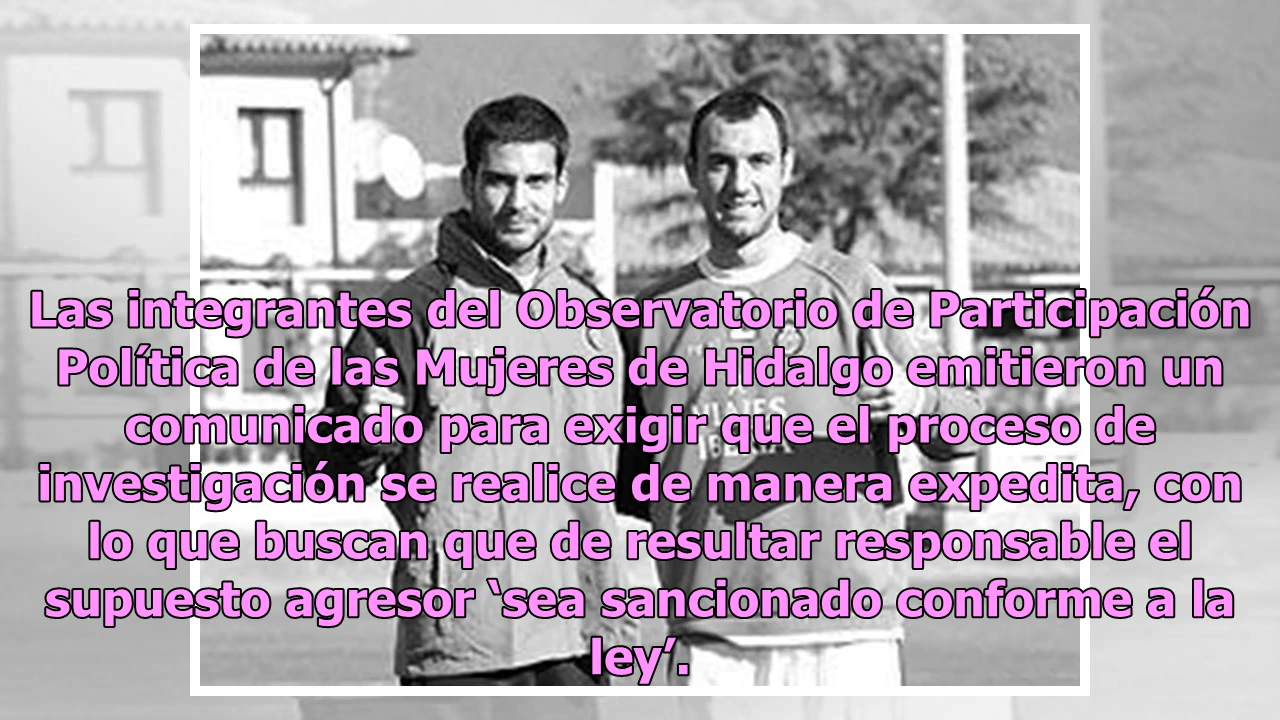 Las integrantes del Observatorio de Participación
Política de las Mujeres de Hidalgo emitieron un
comunicado para exigir que el proceso de
investigación se realice de manera expedita, con
lo que buscan que de resultar responsable el
supuesto agresor ‘sea sancionado conforme a la
ley’.